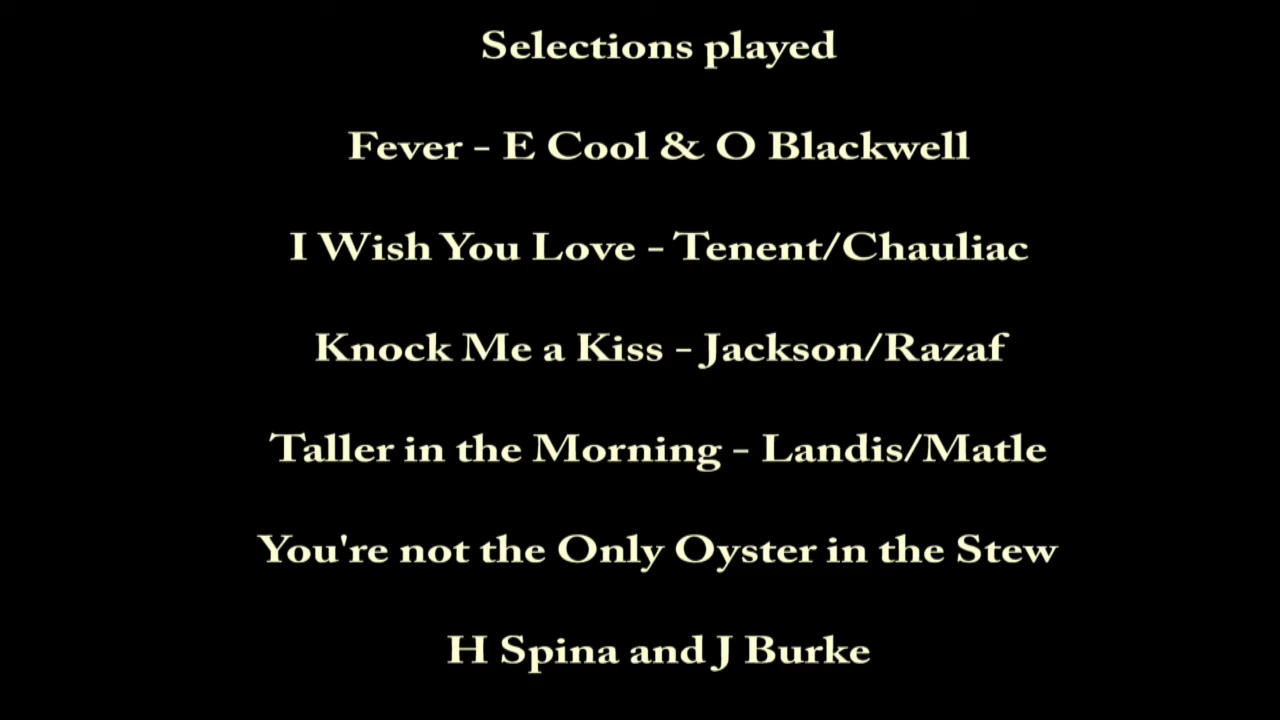 Selections played
Fever - E Cool & O Blackwell
I Wish You Love - Tenent/Chauliac
Knock Me a Kiss - Jackson/Razaf
Taller in the Morning - Landis/Matle
You're not the Only Oyster in the Stew
H Spina and J Burke